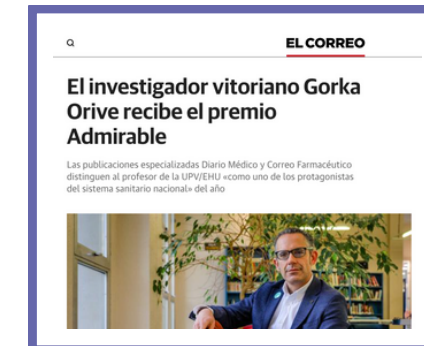 EL CORREO
El investigador vitoriano Gorka
Orive recibe el premio
Admirable
Las publicaciones especializadas Diario Médico y Correo Farmacéutico
distinguen al profesor de la UPV/EHU «como uno de los protagonistas
del sistema sanitario nacional» del año